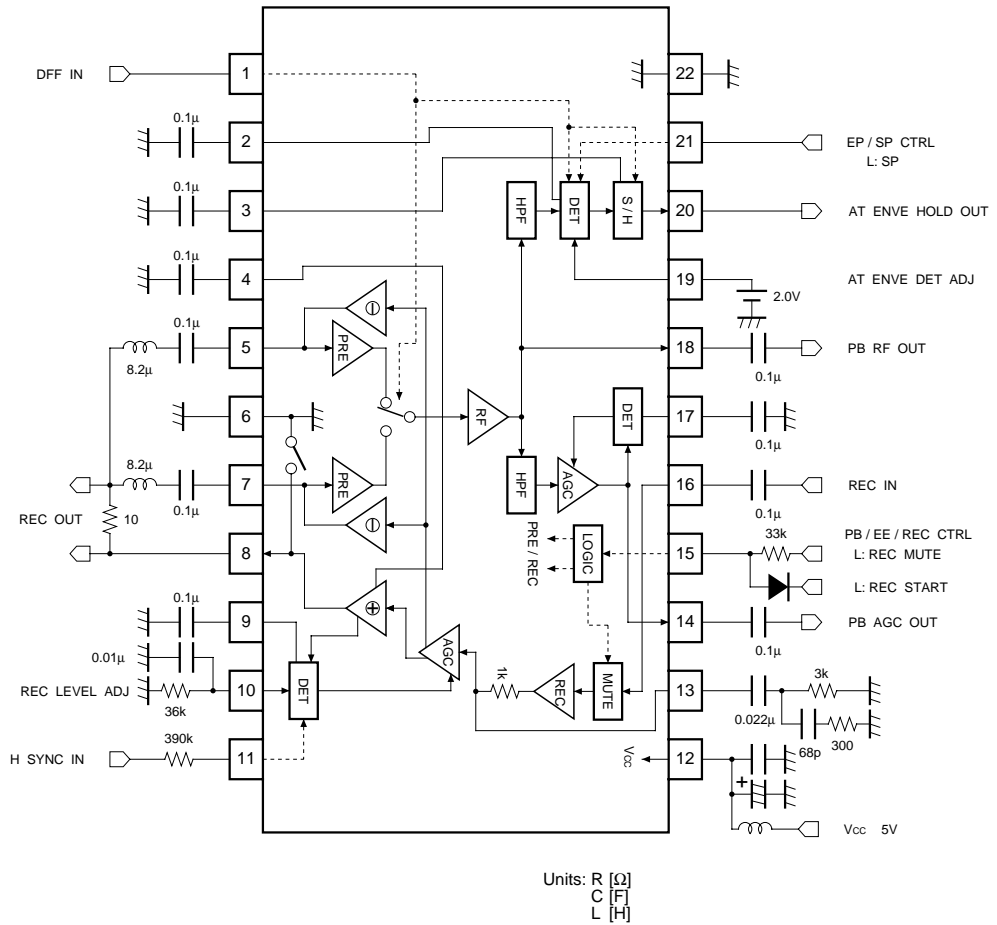 DFF IN
1
0.1μ
2
0.1μ
3
0.1μ
4
0.1μ
5
8.2μ
6
8.2μ
0.1μ
7
REC OUT
10
8
0.1μ
9
0.01μ
REC LEVEL ADJ
36k
10
390k
H SYNC IN
11
HPF
DET
S / H
PRE
PRE
RF
HPF
AGC
DET
PRE / REC
LOGIC
AGC
DET
1k
REC
MUTE
Vcc
22
21
EP / SP CTRL
L: SP
20
AT ENVE HOLD OUT
19
AT ENVE DET ADJ
2.0V
18
PB RF OUT
0.1μ
17
0.1μ
16
REC IN
0.1μ
33k
PB / EE / REC CTRL
15
L: REC MUTE
L: REC START
14
PB AGC OUT
0.1μ
13
3k
0.022μ
68p
300
12
+
Vcc 5V
Units: R [Ω]
C [F]
L [H]